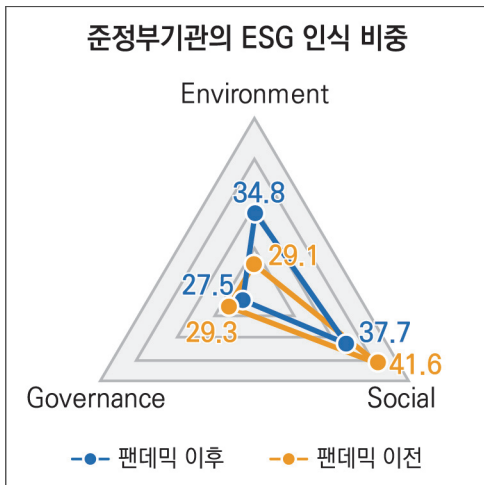 준정부기관의 ESG 인식 비중
Environment
34.8
29.1
27.5
29.3
37.7
41.6
Governance
Social
팬데믹 이후
팬데믹 이전